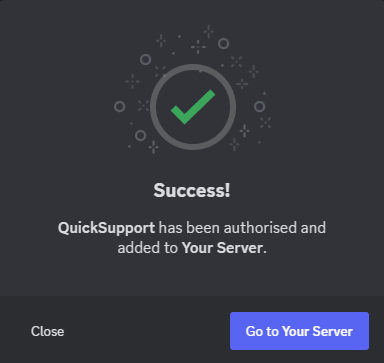 Success!
QuickSupport has been authorised and
added to Your Server.
Close
Go to Your Server